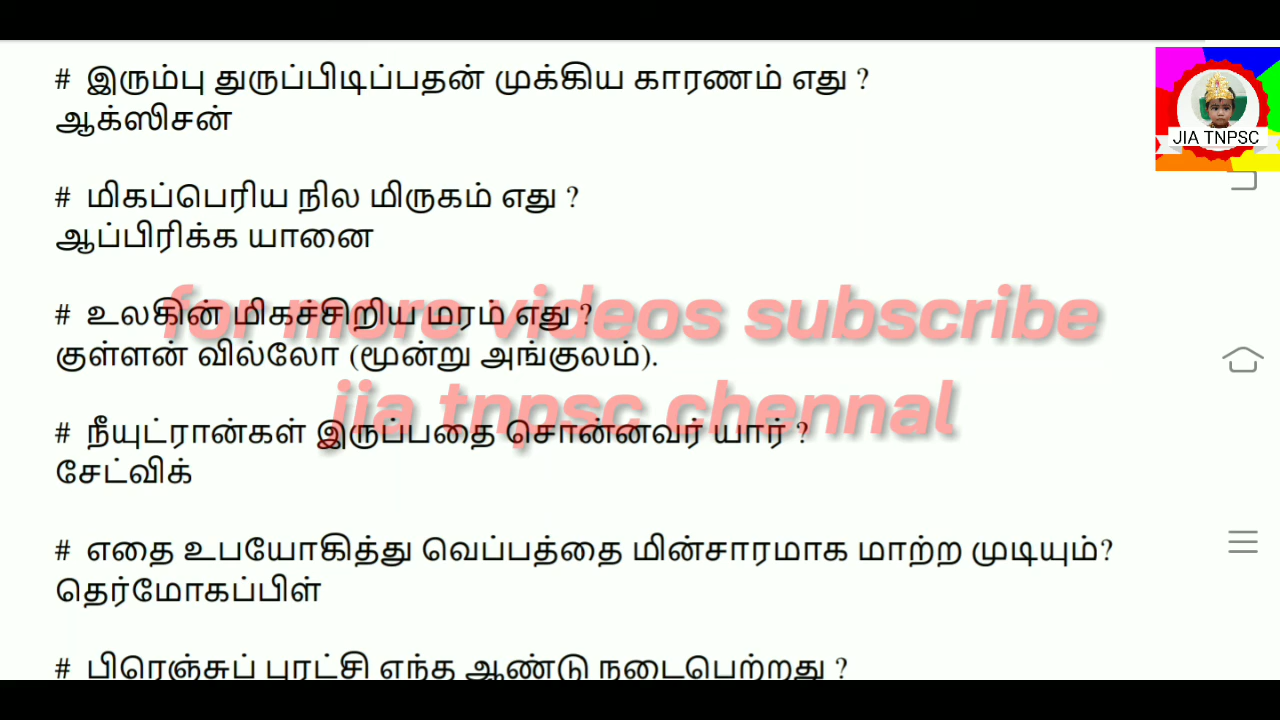 # இரும்பு துருப்பிடிப்பதன் முக்கிய காரணம் எது ?
ஆக்ஸிசன்
JIA TNPSC
# மிகப்பெரிய நில மிருகம் எது ?
ஆப்பிரிக்க யானை
# உலகின் மிகச்சிறிய மரம் எது ?
for more videos subscribe
குள்ளன் வில்லோ (மூன்று அங்குலம்).
jia tnpsc chennal
# நீயுட்ரான்கள் இருப்பதை சொன்னவர் யார் ?
சேட்விக்
# எதை உபயோகித்து வெப்பத்தை மின்சாரமாக மாற்ற முடியும்?
தெர்மோகப்பிள்
# பிரெஞ்சுப் புரட்சி எந்த ஆண்டு நடைபெற்றது ?